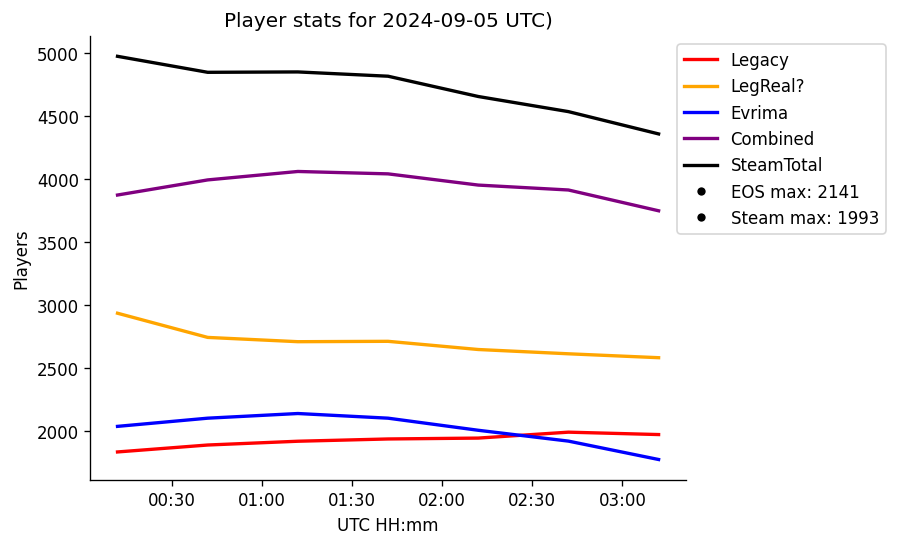 Player stats for 2024-09-05 UTC)
Legacy
LegReal?
Evrima
Combined
SteamTotal
EOS max: 2141
Steam max: 1993
Players
5000
4500
4000
3500
3000
2500
2000
00:30 01:00 01:30 02:00 02:30 03:00
UTC HH:mm